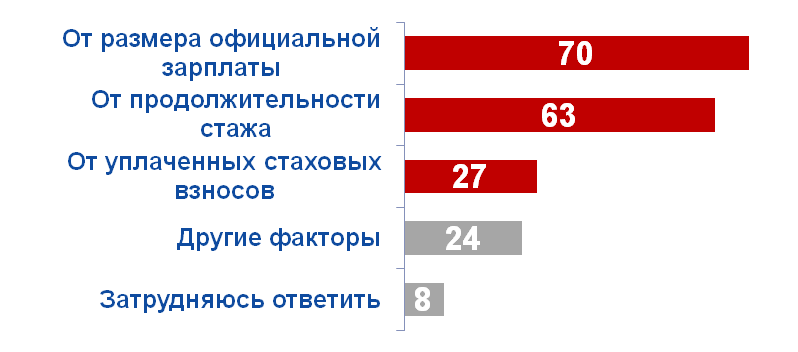 От размера официальной
зарплаты
70
От продолжительности
стажа
63
От уплаченных стаховых
взносов
27
Другие факторы
24
Затрудняюсь ответить
8